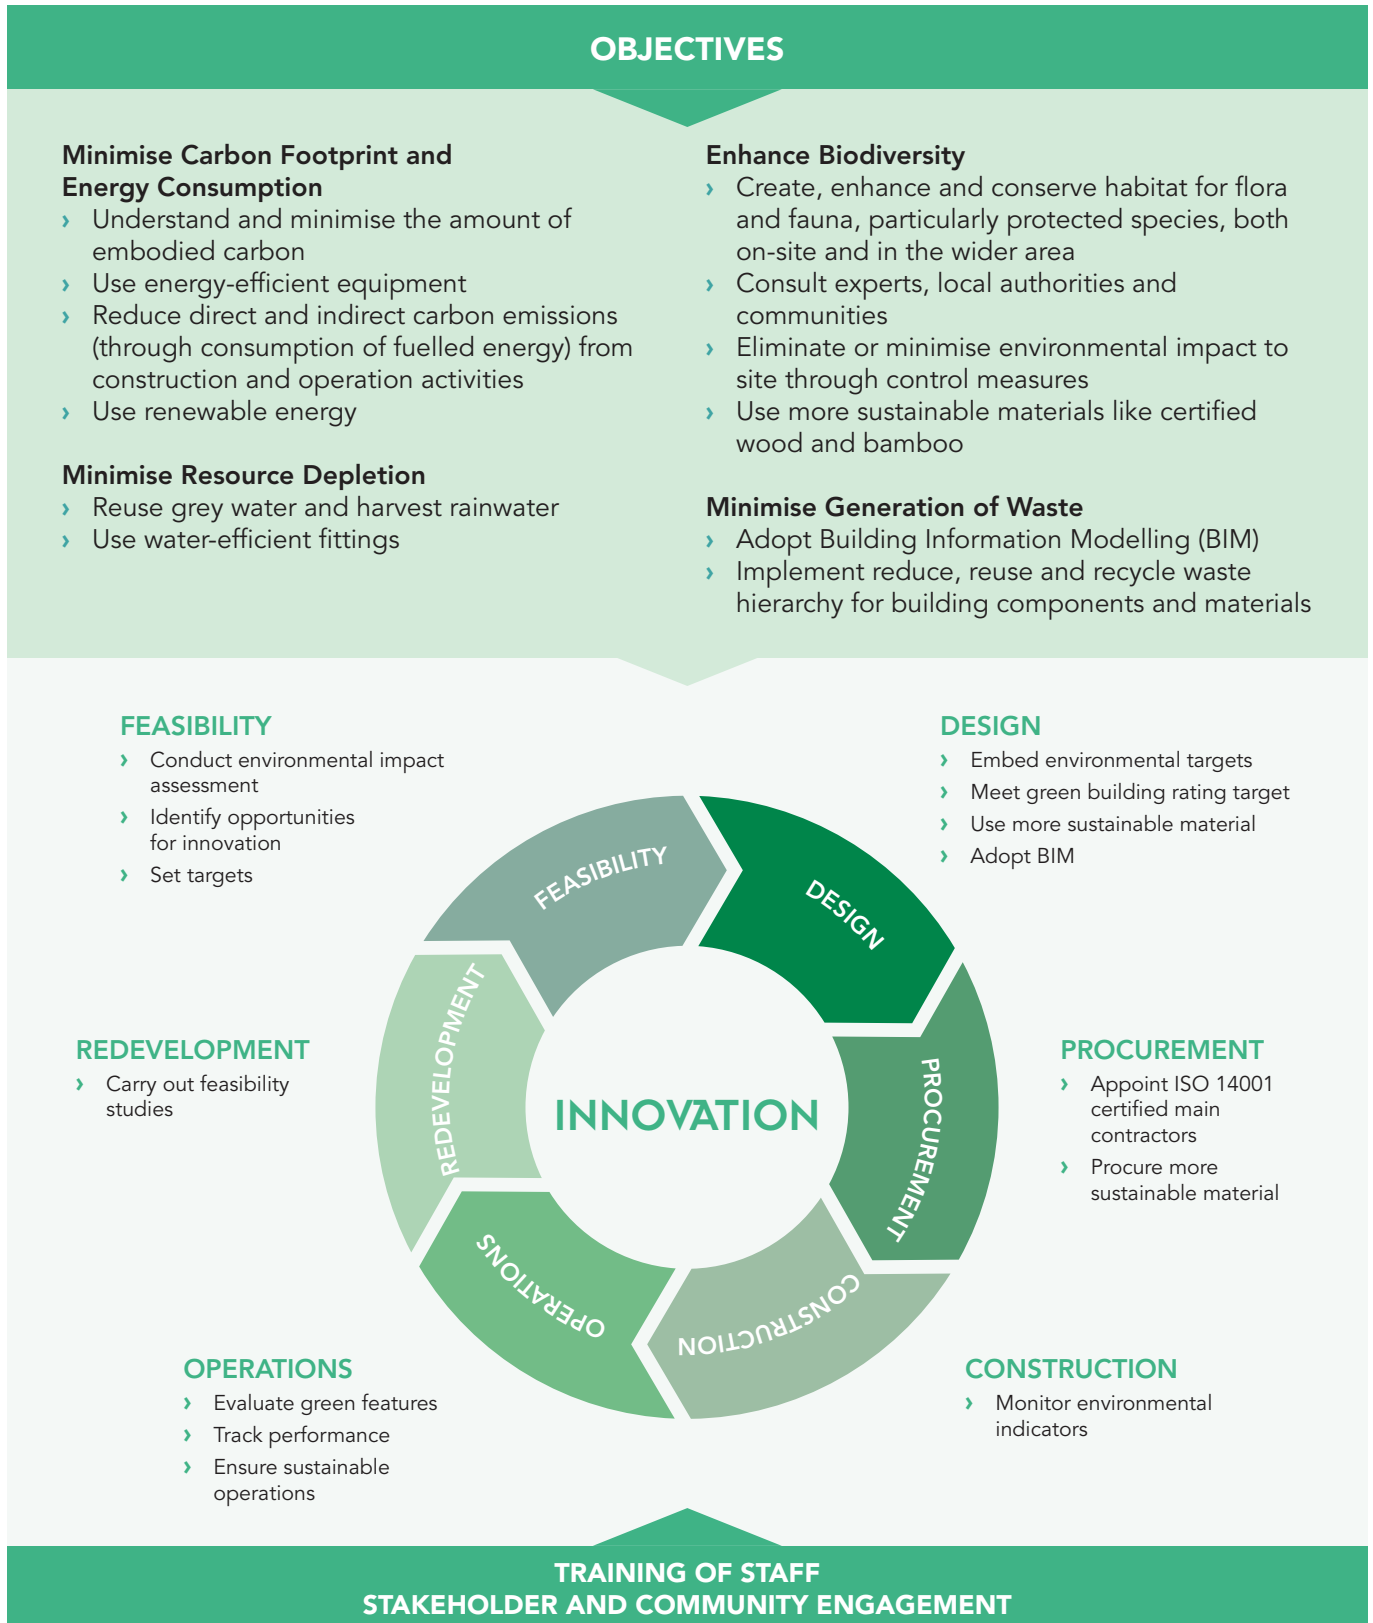 OBJECTIVES
Minimise Carbon Footprint and
Energy Consumption
› Understand and minimise the amount of
embodied carbon
› Use energy-efficient equipment
› Reduce direct and indirect carbon emissions
(through consumption of fuelled energy) from
construction and operation activities
› Use renewable energy
Minimise Resource Depletion
› Reuse grey water and harvest rainwater
› Use water-efficient fittings
Enhance Biodiversity
› Create, enhance and conserve habitat for flora
and fauna, particularly protected species, both
on-site and in the wider area
› Consult experts, local authorities and
communities
› Eliminate or minimise environmental impact to
site through control measures
› Use more sustainable materials like certified
wood and bamboo
Minimise Generation of Waste
› Adopt Building Information Modelling (BIM)
› Implement reduce, reuse and recycle waste
hierarchy for building components and materials
FEASIBILITY
› Conduct environmental impact
assessment
› Identify opportunities
for innovation
› Set targets
DESIGN
› Embed environmental targets
› Meet green building rating target
› Use more sustainable material
› Adopt BIM
FEASIBILITY
DESIGN
REDEVELOPMENT
› Carry out feasibility
studies
REDEVELOPMENT
INNOVATION
PROCUREMENT
PROCUREMENT
› Appoint ISO 14001
certified main
contractors
› Procure more
sustainable material
OPERATIONS
CONSTRUCTION
OPERATIONS
› Evaluate green features
› Track performance
› Ensure sustainable
operations
CONSTRUCTION
› Monitor environmental
indicators
TRAINING OF STAFF
STAKEHOLDER AND COMMUNITY ENGAGEMENT